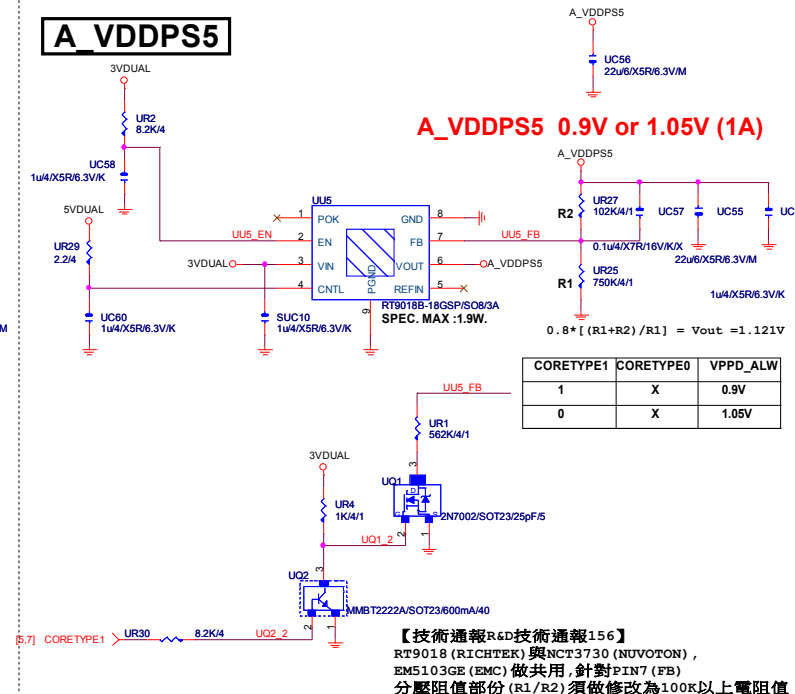 A_VDDPS5
3VDUAL
UR2
8.2K/4
UC58
1u/4/X5R/6.3V/K
5VDUAL
UR29
2.2/4
UC60
1u/4/X5R/6.3V/K
M
UU5_EN
3VDUAL
SUC10
1u/4/X5R/6.3V/K
UU5
1 POK GND 8
2 EN FB 7
3 VIN VOUT 6
4 CNTL REFIN 5
PGND
9
RT9018B-18GSP/SO8/3A
SPEC. MAX :1.9W.
UU5_FB
A_VDDPS5
A_VDDPS5
UC56
22u/6/X5R/6.3V/M
A_VDDPS5 0.9V or 1.05V (1A)
A_VDDPS5
R2
UR27
102K/4/1
UC57
UC55
UC
0.1u/4/X7R/16V/K/X
22u/6/X5R/6.3V/M
R1
UR25
750K/4/1
1u/4/X5R/6.3V/K
0.8*[(R1+R2)/R1] = Vout =1.121V
CORETYPE1 CORETYPE0 VPPD_ALW
1 X 0.9V
0 X 1.05V
UU5_FB
UR1
562K/4/1
3VDUAL
UR4
1K/4/1
UQ1
3
D
G
S
2
1
2N7002/SOT23/25pF/5
UQ1_2
UQ2
3
MMBT2222A/SOT23/600mA/40
2
1
[5,7] CORETYPE1
UR30
8.2K/4
UQ2_2
【技術通報R&D技術通報156】
RT9018(RICHTEK)與NCT3730(NUVOTON),
EM5103GE(EMC)做共用,針對PIN7(FB)
分壓阻值部份(R1/R2)須做修改為100K以上電阻值